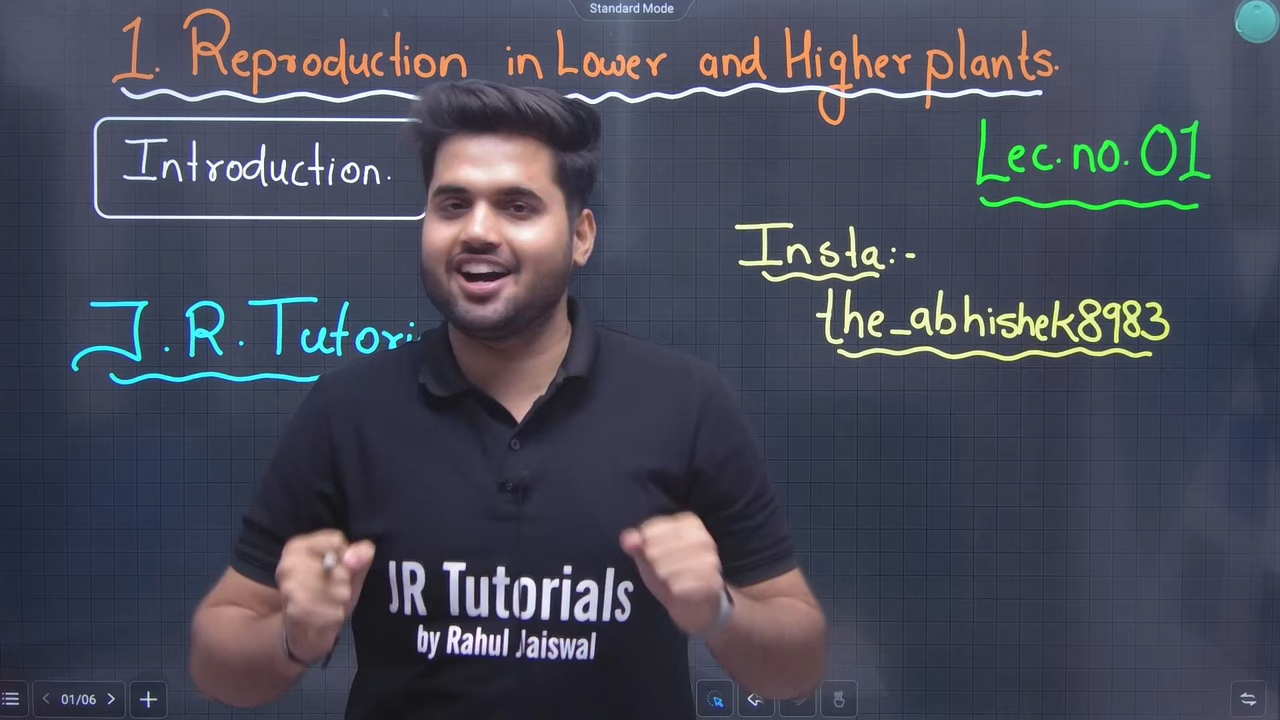 Standard Mode
1. Reproduction in Lower and Higher plants.
Introduction.
Lec. no. 01
Insta:-
the_abhishek8983
J.R. Tutori
JR Tutorials
by Rahul Jaiswal
01/06